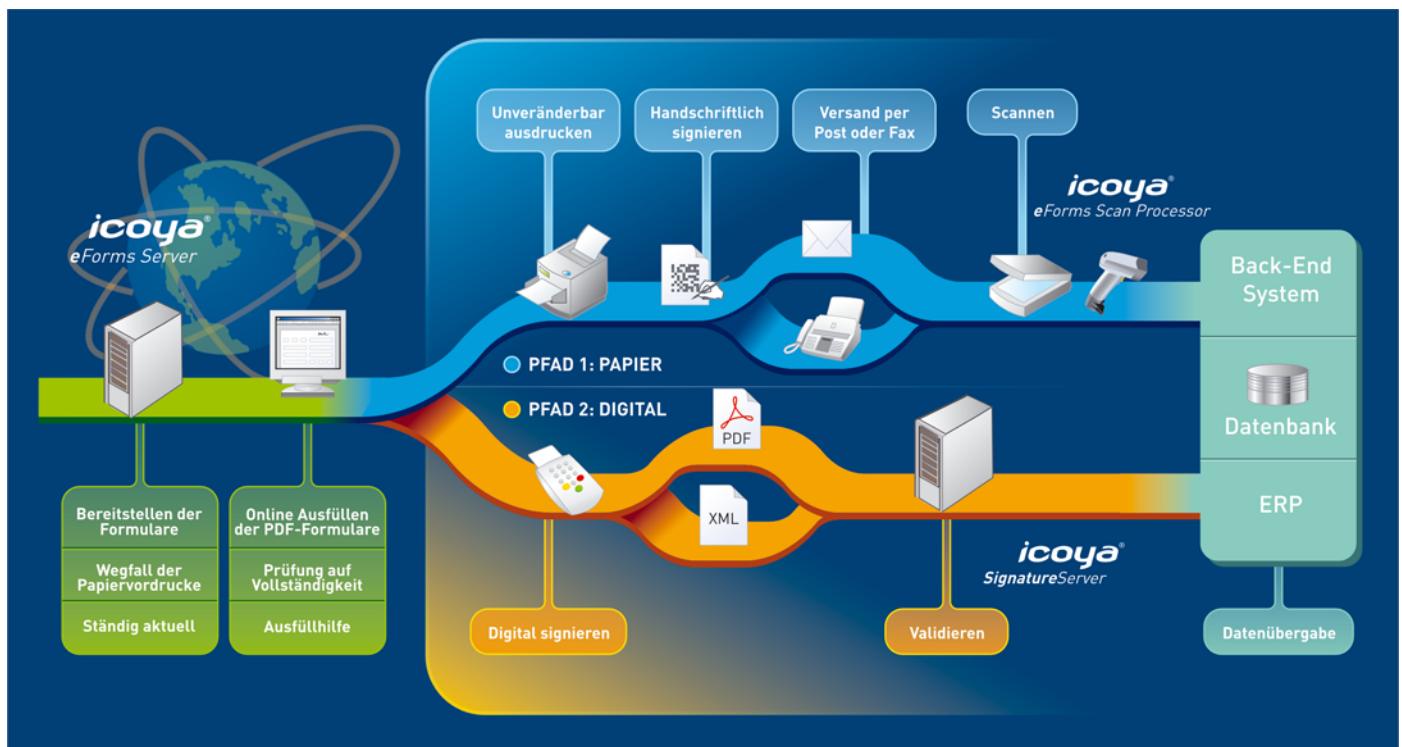 Unveränderbar
ausdrucken
Handschriftlich
signieren
Versand per
Post oder Fax
Scannen
icoya®
eForms Scan Processor
icoya®
eForms Server
Back-End
System
PFAD 1: PAPIER
PFAD 2: DIGITAL
PDF
XML
Datenbank
ERP
Bereitstellen der
Formulare
Wegfall der
Papiervordrucke
Ständig aktuell
Online Ausfüllen
der PDF-Formulare
Prüfung auf
Vollständigkeit
Ausfüllhilfe
icoya®
SignatureServer
Digital signieren
Validieren
Datenübergabe